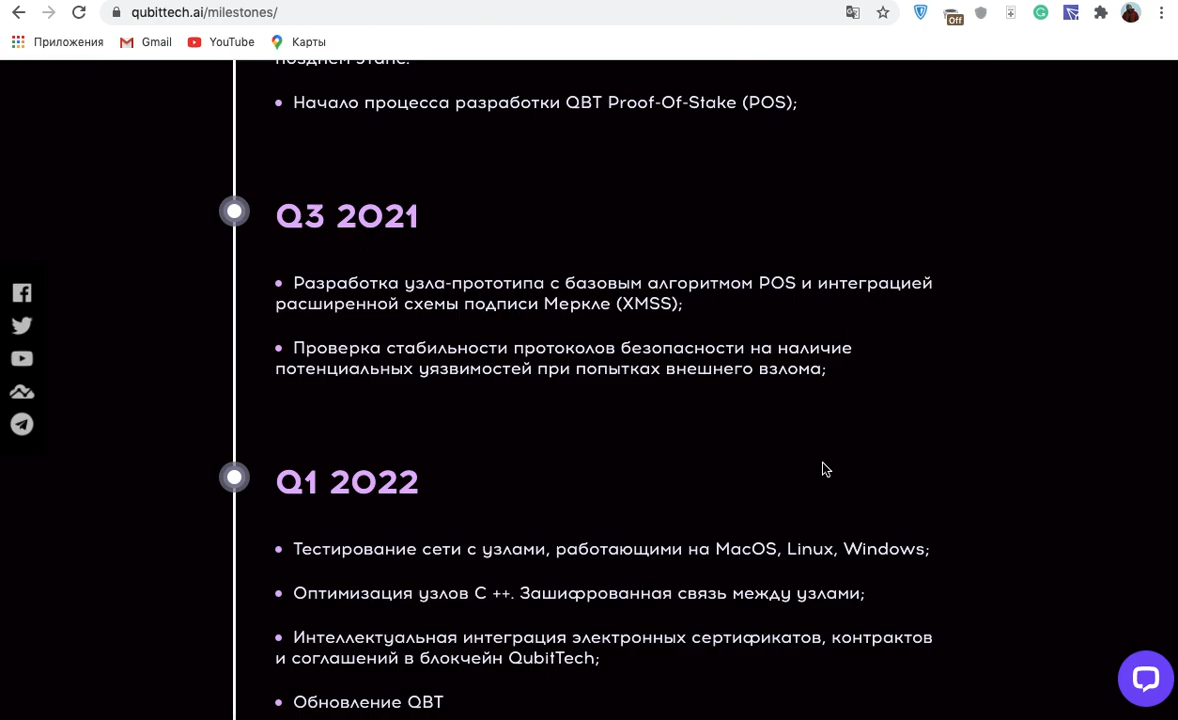 qubittech.ai/milestones/
Off
Приложения Gmail YouTube Карты
позднем этапе.
• Начало процесса разработки QBT Proof-Of-Stake (POS);
Q3 2021
• Разработка узла-прототипа с базовым алгоритмом POS и интеграцией
расширенной схемы подписи Меркле (XMSS);
• Проверка стабильности протоколов безопасности на наличие
потенциальных уязвимостей при попытках внешнего взлома;
Q1 2022
• Тестирование сети с узлами, работающими на MacOS, Linux, Windows;
• Оптимизация узлов C ++. Зашифрованная связь между узлами;
• Интеллектуальная интеграция электронных сертификатов, контрактов
и соглашений в блокчейн QubitTech;
• Обновление QBT